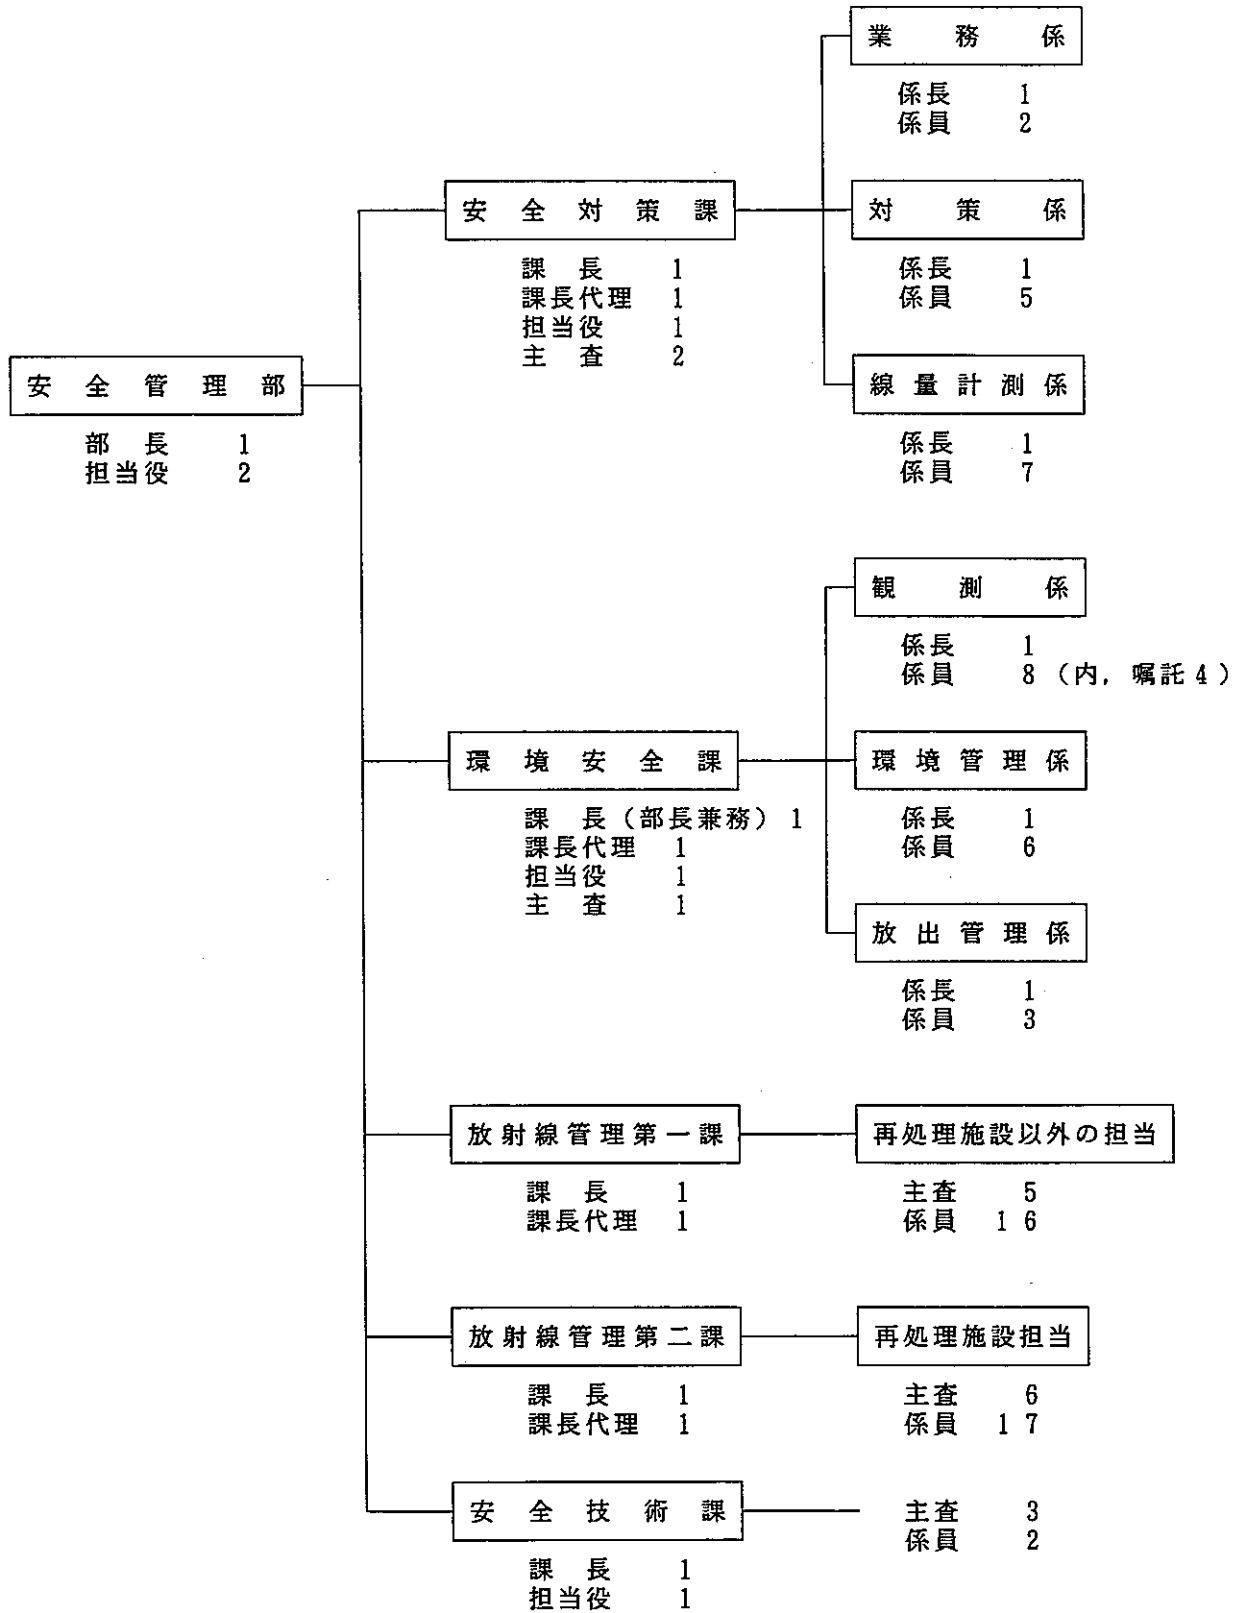 安全管理部
部長 1
担当役 2
安全対策課
課長 1
課長代理 1
担当役 1
主査 2
業務係
係長 1
係員 2
対策係
係長 1
係員 5
線量計測係
係長 1
係員 7
環境安全課
課長(部長兼務) 1
課長代理 1
担当役 1
主査 1
観測係
係長 1
係員 8(内,嘱託4)
環境管理係
係長 1
係員 6
放出管理係
係長 1
係員 3
放射線管理第一課
課長 1
課長代理 1
再処理施設以外の担当
主査 5
係員 16
放射線管理第二課
課長 1
課長代理 1
再処理施設担当
主査 6
係員 17
安全技術課
課長 1
担当役 1
主査 3
係員 2